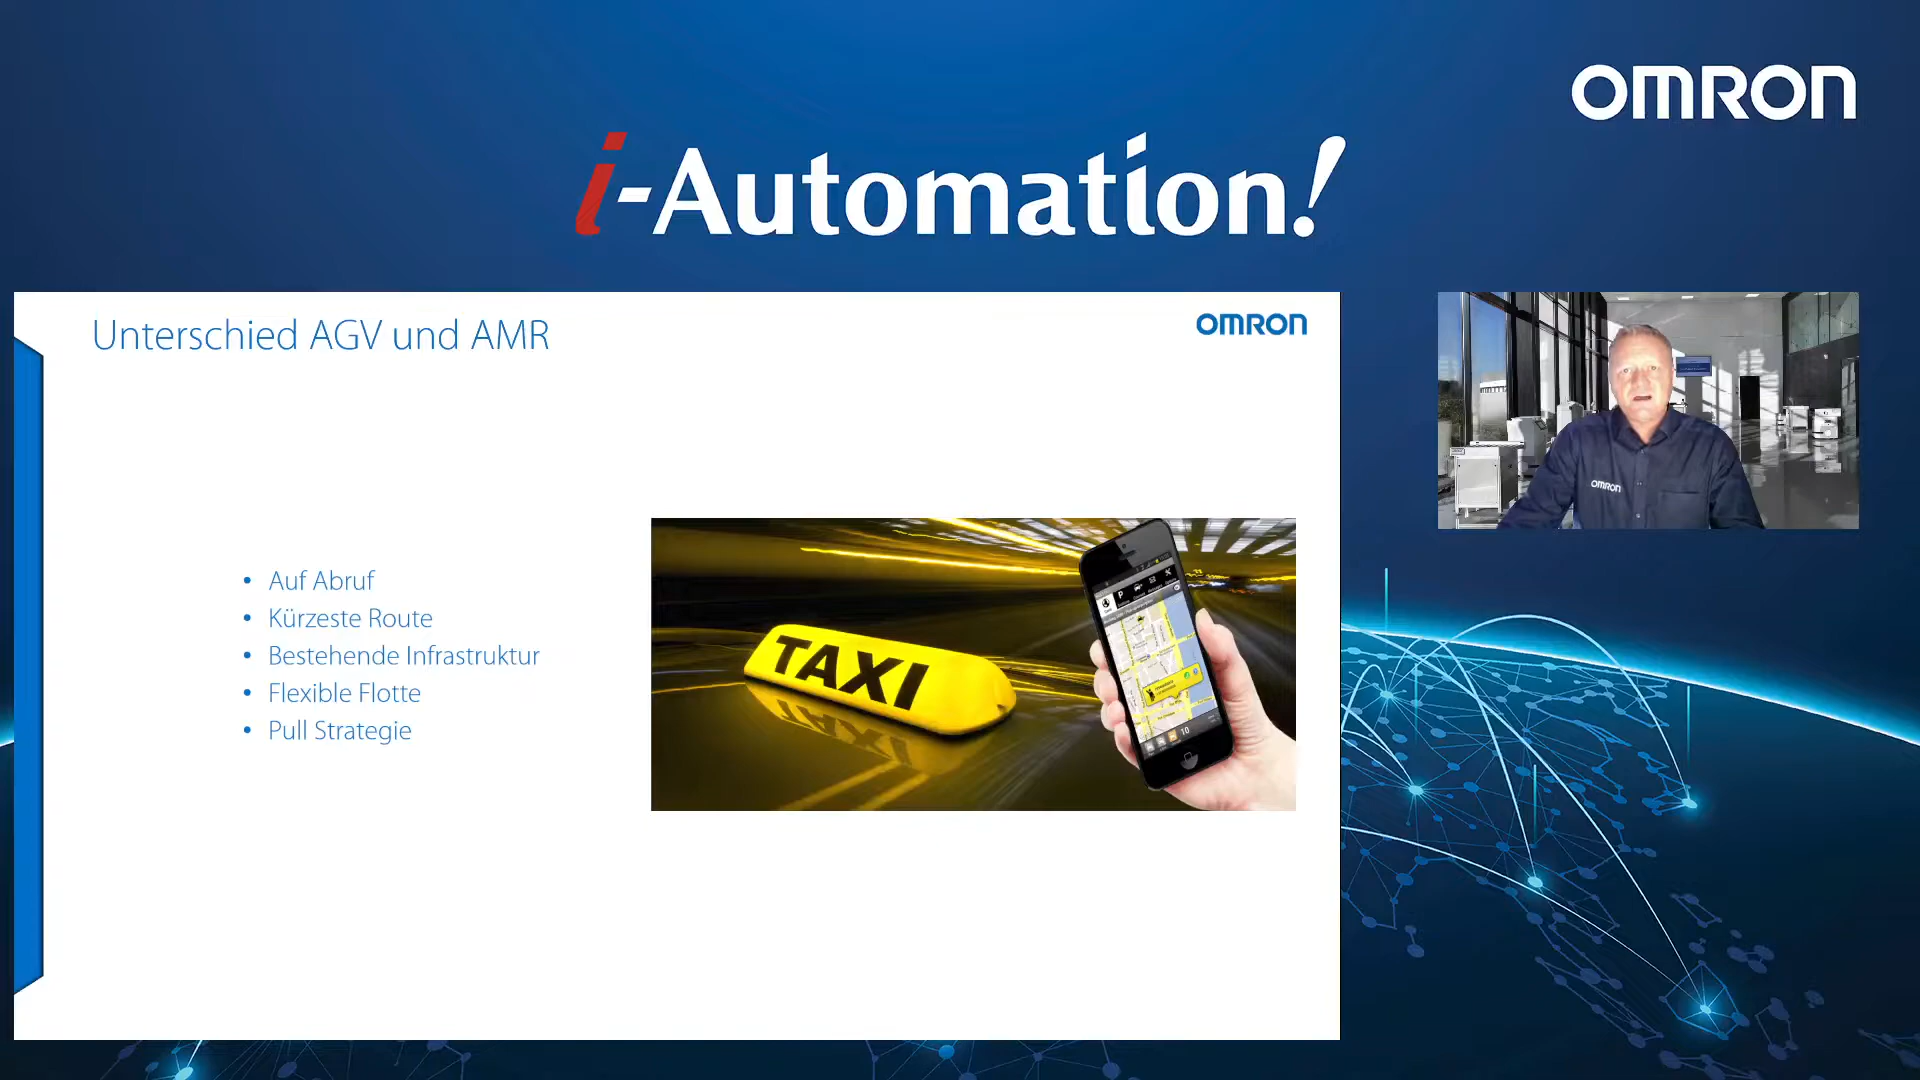 OMRON
i-Automation!
Unterschied AGV und AMR
OMRON
OMRON
• Auf Abruf
• Kürzeste Route
• Bestehende Infrastruktur
• Flexible Flotte
• Pull Strategie
TAXI
P
10